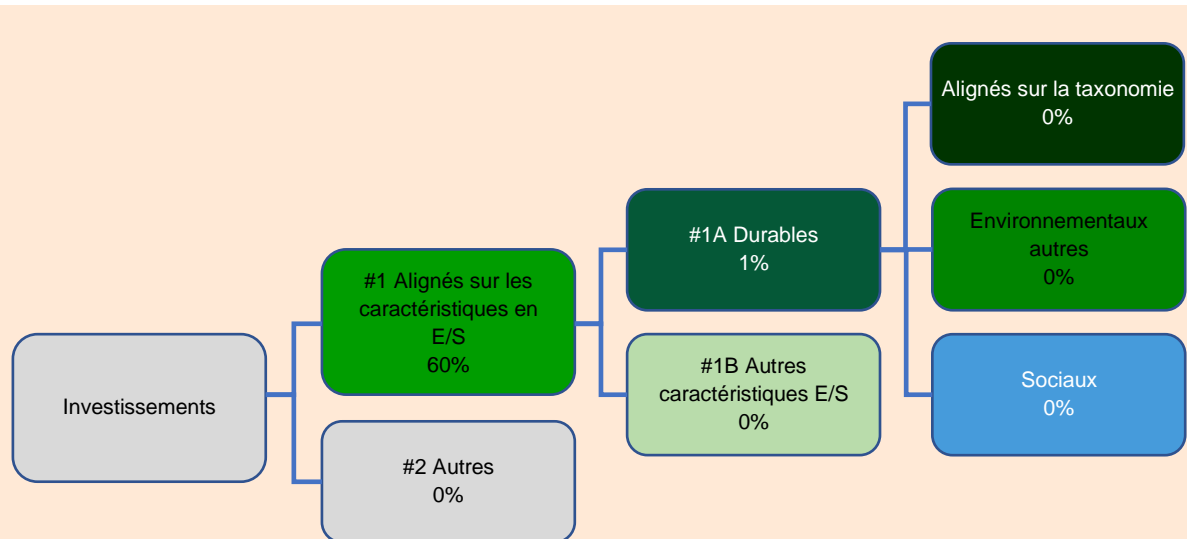 Investissements
#1 Alignés sur les
caractéristiques en
E/S
60%
#2 Autres
0%
#1A Durables
1%
#1B Autres
caractéristiques E/S
0%
Alignés sur la taxonomie
0%
Environnementaux
autres
0%
Sociaux
0%